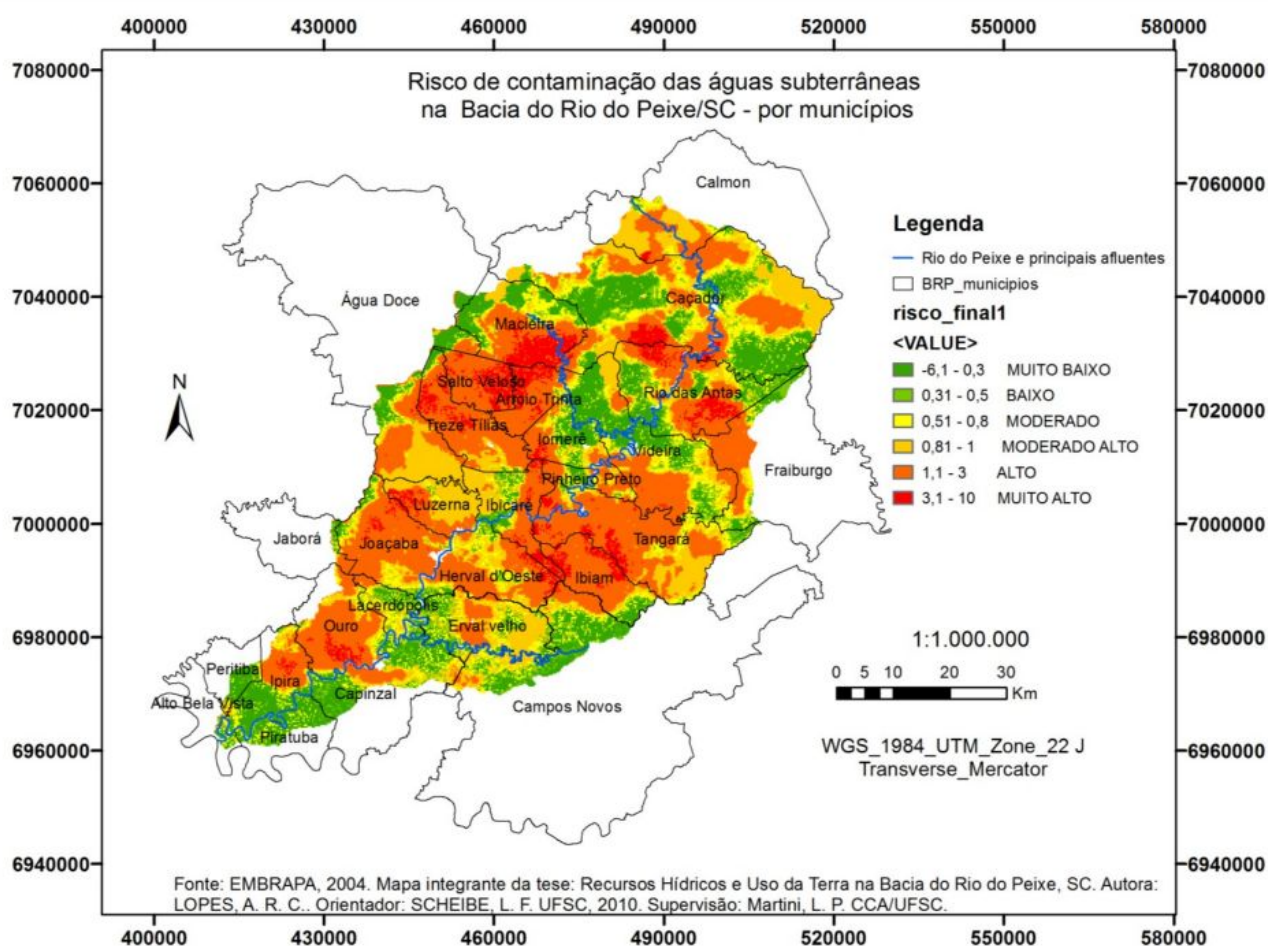 400000 430000 460000 490000 520000 550000 580000
Risco de contaminação das águas subterrâneas
na Bacia do Rio do Peixe/SC - por municípios
7080000 7080000
7060000 7060000
7040000 7040000
7020000 7020000
7000000 7000000
6980000 6980000
6960000 6960000
6940000 6940000
Calmon
Água Doce
Caçador
Macieira
Salto Veloso
Arroio Trinta
Rio das Antas
Treze Tílias
Iomerê
Videira
Fraiburgo
Pinheiro Preto
Luzerna
Ibicaré
Jaborá
Joaçaba
Tangará
Herval d'Oeste
Ibiam
Lacerdópolis
Ouro
Erval velho
Peritiba
Ipira
Capinzal
Alto Bela Vista
Campos Novos
Piratuba
N
Legenda
Rio do Peixe e principais afluentes
BRP_municipios
risco_final1
<VALUE>
-6,1 - 0,3 MUITO BAIXO
0,31 - 0,5 BAIXO
0,51 - 0,8 MODERADO
0,81 - 1 MODERADO ALTO
1,1 - 3 ALTO
3,1 - 10 MUITO ALTO
1:1.000.000
0 5 10 20 30
Km
WGS_1984_UTM_Zone_22 J
Transverse_Mercator
Fonte: EMBRAPA, 2004. Mapa integrante da tese: Recursos Hídricos e Uso da Terra na Bacia do Rio do Peixe, SC. Autora:
LOPES, A. R. C.. Orientador: SCHEIBE, L. F. UFSC, 2010. Supervisão: Martini, L. P. CCA/UFSC.
400000 430000 460000 490000 520000 550000 580000